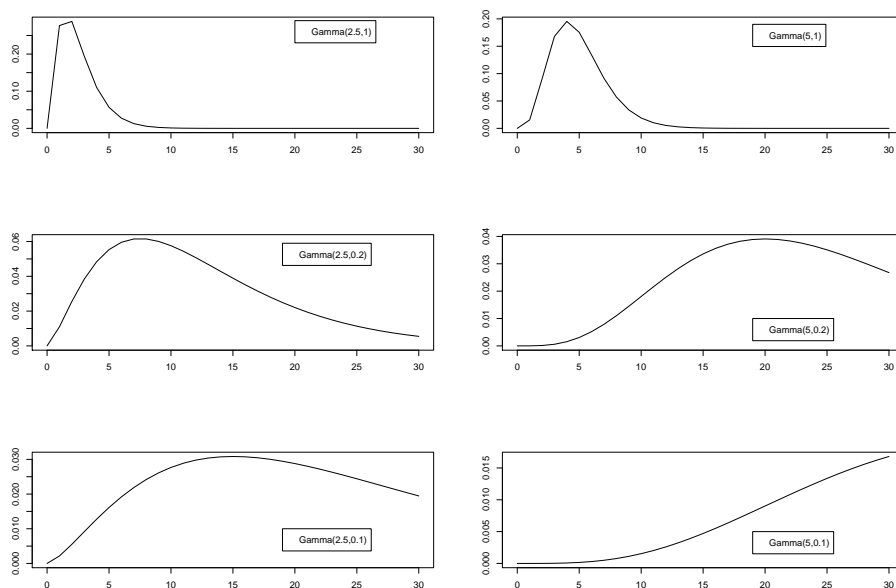 Gamma(2.5,1)
0.00 0.10 0.20
0 5 10 15 20 25 30
Gamma(5,1)
0.00 0.05 0.10 0.15 0.20
0 5 10 15 20 25 30
Gamma(2.5,0.2)
0.00 0.02 0.04 0.06
0 5 10 15 20 25 30
Gamma(5,0.2)
0.00 0.01 0.02 0.03 0.04
0 5 10 15 20 25 30
Gamma(2.5,0.1)
0.000 0.010 0.020 0.030
0 5 10 15 20 25 30
Gamma(5,0.1)
0.000 0.005 0.010 0.015
0 5 10 15 20 25 30